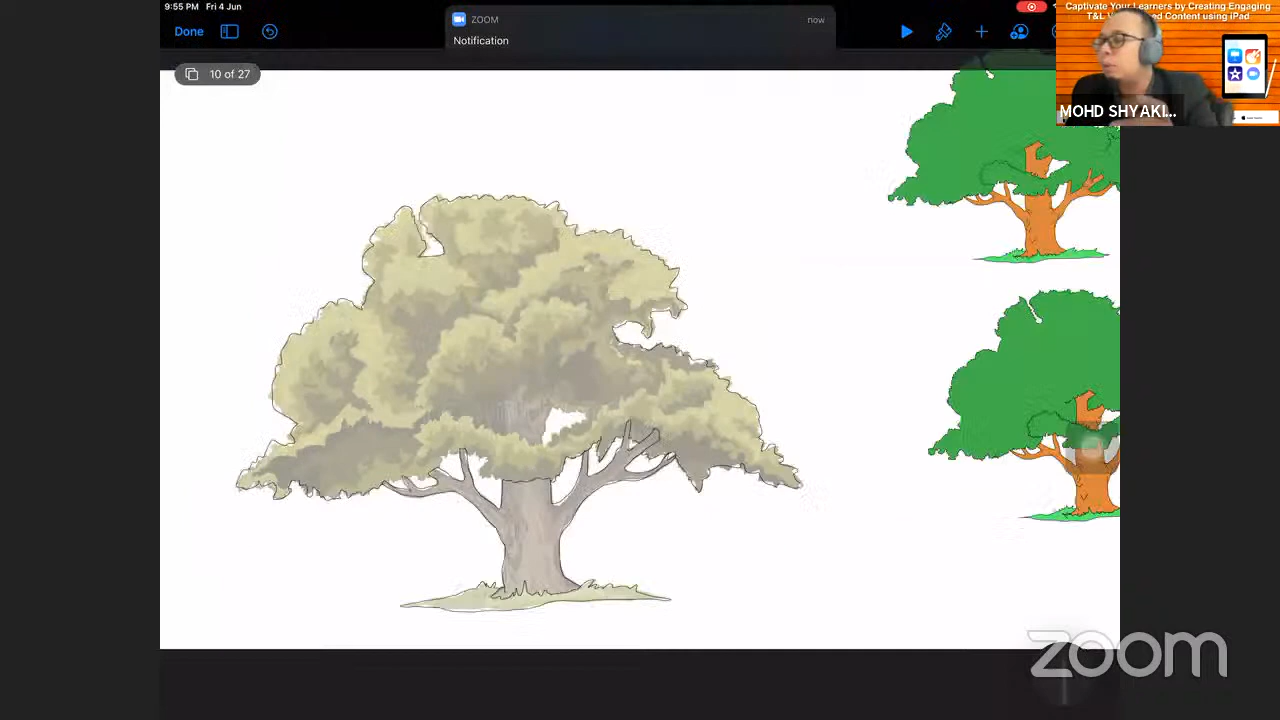 9:55 PM Fri 4 Jun
ZOOM
now
Notification
Done
10 of 27
Captivate Your Learners by Creating Engaging
MOHD SHYAKI...
zoom